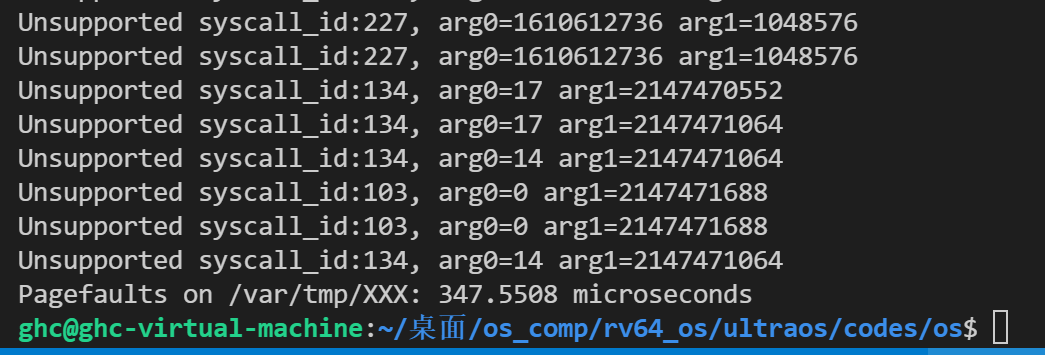 Unsupported syscall_id:227, arg0=1610612736 arg1=1048576
Unsupported syscall_id:227, arg0=1610612736 arg1=1048576
Unsupported syscall_id:134, arg0=17 arg1=2147470552
Unsupported syscall_id:134, arg0=17 arg1=2147471064
Unsupported syscall_id:134, arg0=14 arg1=2147471064
Unsupported syscall_id:103, arg0=0 arg1=2147471688
Unsupported syscall_id:103, arg0=0 arg1=2147471688
Unsupported syscall_id:134, arg0=14 arg1=2147471064
Pagefaults on /var/tmp/XXX: 347.5508 microseconds
ghc@ghc-virtual-machine:~/桌面/os_comp/rv64_os/ultraos/codes/os$